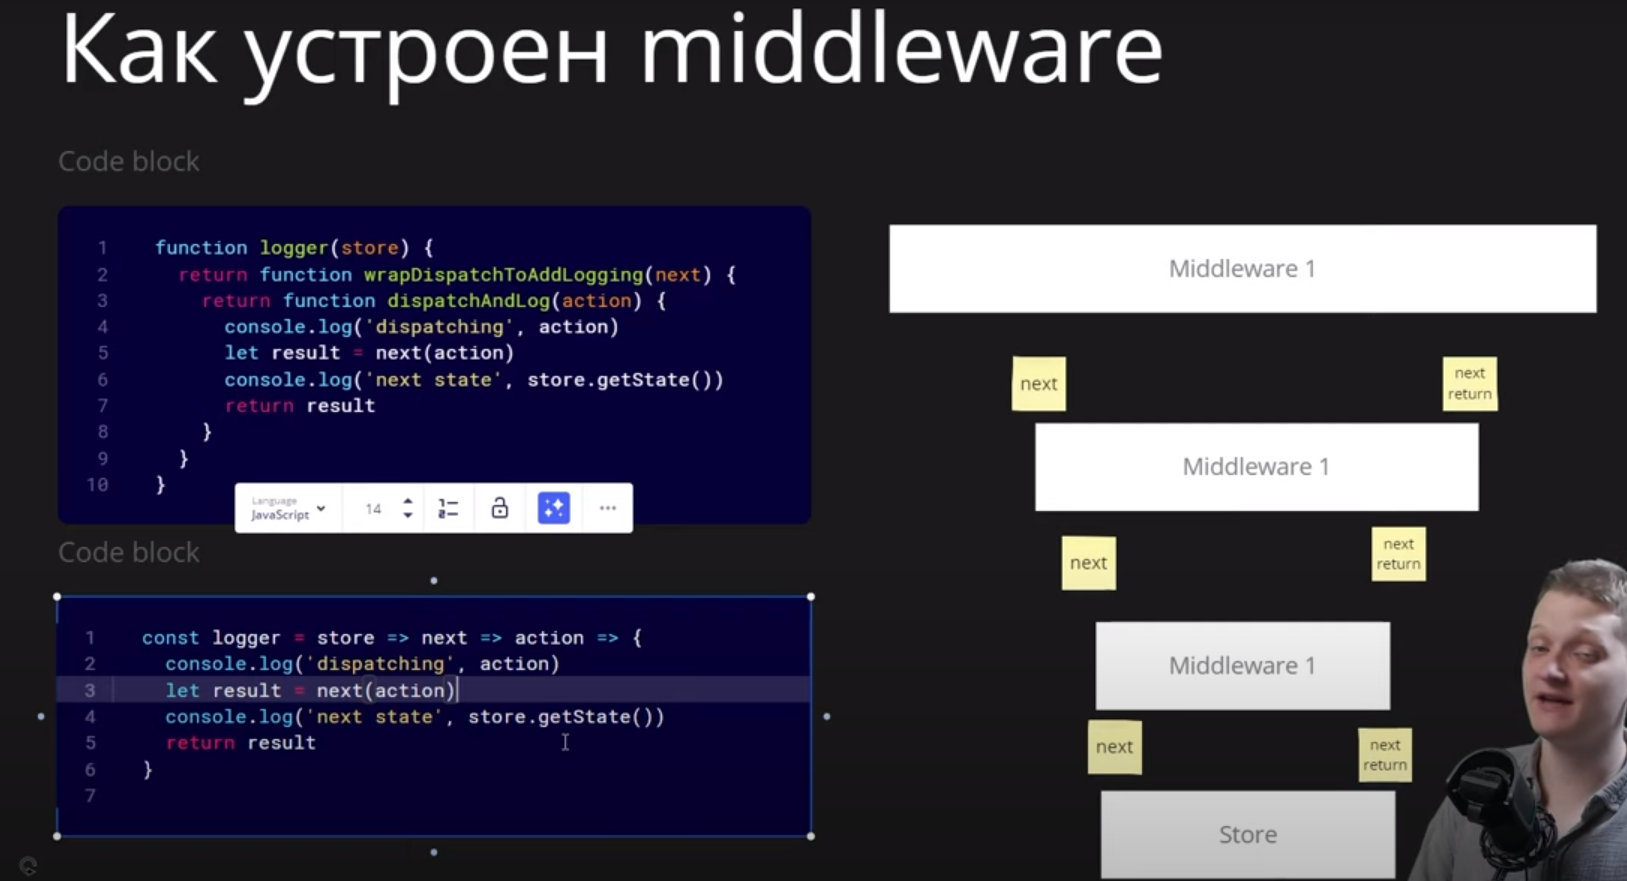 Как устроен middleware
Code block
1 function logger(store) {
2 return function wrapDispatchToAddLogging(next) {
3 return function dispatchAndLog(action) {
4 console.log('dispatching', action)
5 let result = next(action)
6 console.log('next state', store.getState())
7 return result
8 }
9 }
10 }
Language
JavaScript
14
Code block
1 const logger = store => next => action => {
2 console.log('dispatching', action)
3 let result = next(action)
4 console.log('next state', store.getState())
5 return result
6 }
7
Middleware 1
next
next
return
Middleware 1
next
next
return
Middleware 1
next
next
return
Store